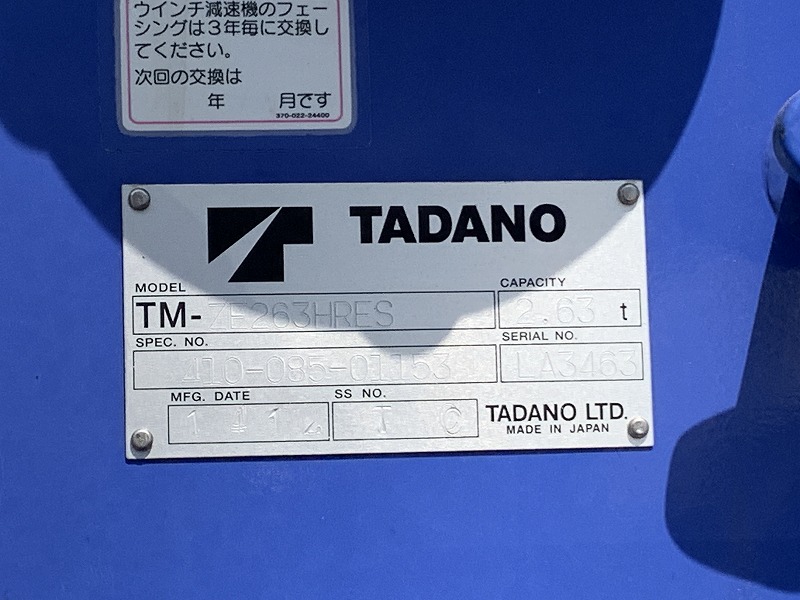 ウインチ減速機のフェー
シングは3年毎に交換し
てください。
次回の交換は
年 月です
370-022-24400
TADANO
MODEL CAPACITY
TM-ZE263HRES 2.63 t
SPEC. NO. SERIAL NO.
410-085-01153 LA3463
MFG. DATE SS NO.
J C
TADANO LTD.
MADE IN JAPAN